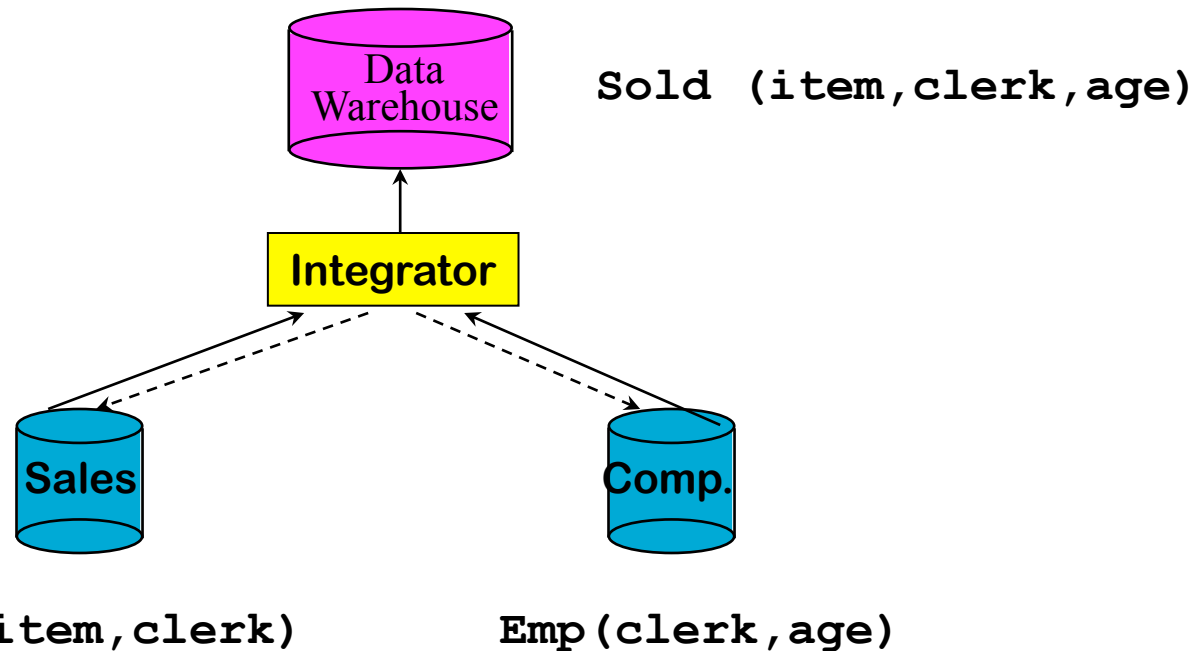 Data
Warehouse
Sold (item,clerk,age)
Integrator
Sales
Comp.
item,clerk)
Emp(clerk,age)